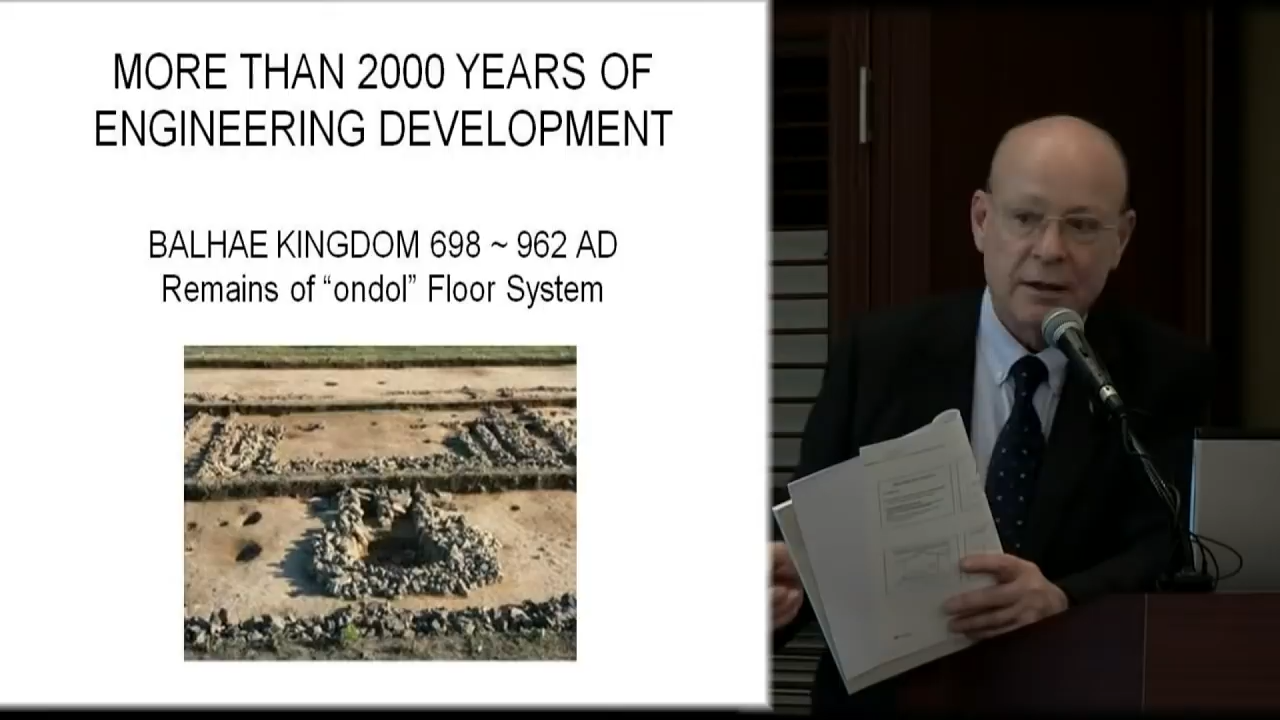 MORE THAN 2000 YEARS OF
ENGINEERING DEVELOPMENT
BALHAE KINGDOM 698 ~ 962 AD
Remains of “ondol” Floor System